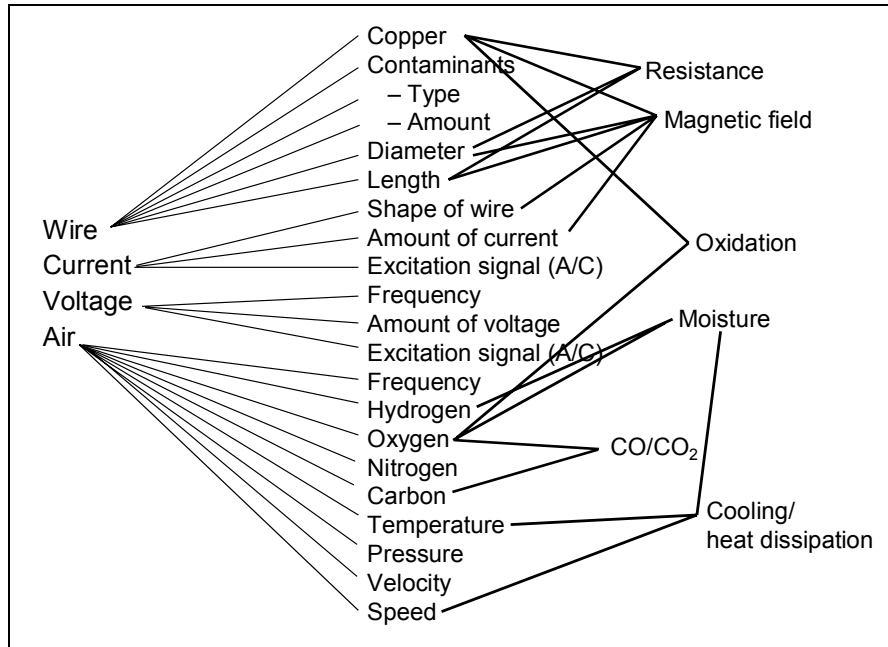 Wire
Current
Voltage
Air
Copper
Contaminants
– Type
– Amount
Diameter
Length
Shape of wire
Amount of current
Excitation signal (A/C)
Frequency
Amount of voltage
Excitation signal (A/C)
Frequency
Hydrogen
Oxygen
Nitrogen
Carbon
Temperature
Pressure
Velocity
Speed
Resistance
Magnetic field
Oxidation
Moisture
CO/CO₂
Cooling/
heat dissipation